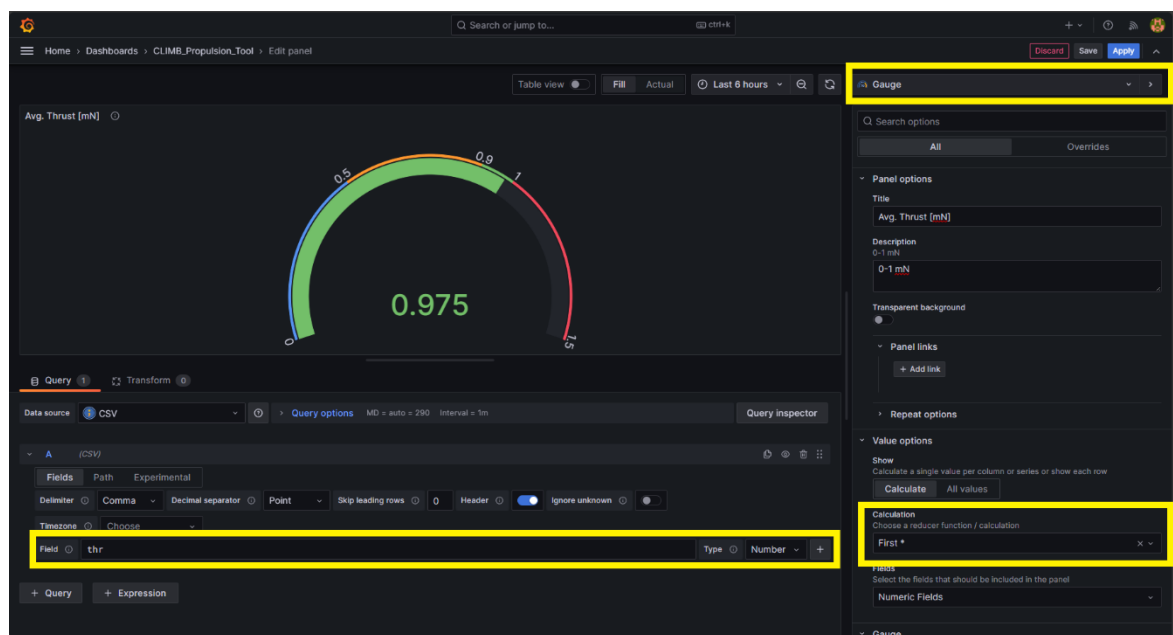 Search or jump to... ctrl+k
Home › Dashboards › CLIMB_Propulsion_Tool › Edit panel Discard Save Apply
Table view Fill Actual Last 6 hours
Gauge
Avg. Thrust [mN]
0 0.5 0.9 1 1.5
0.975
Search options
All Overrides
Panel options
Title
Avg. Thrust [mN]
Description
0-1 mN
0-1 mN
Transparent background
Panel links
+ Add link
Repeat options
Value options
Show
Calculate a single value per column or series or show each row
Calculate All values
Calculation
Choose a reducer function / calculation
First *
Fields
Select the fields that should be included in the panel
Numeric Fields
Gauge
Query 1 Transform 0
Data source CSV Query options MD = auto = 290 Interval = 1m Query inspector
A (CSV)
Fields Path Experimental
Delimiter Comma Decimal separator Point Skip leading rows 0 Header Ignore unknown
Timezone Choose
Field thr Type Number +
+ Query + Expression